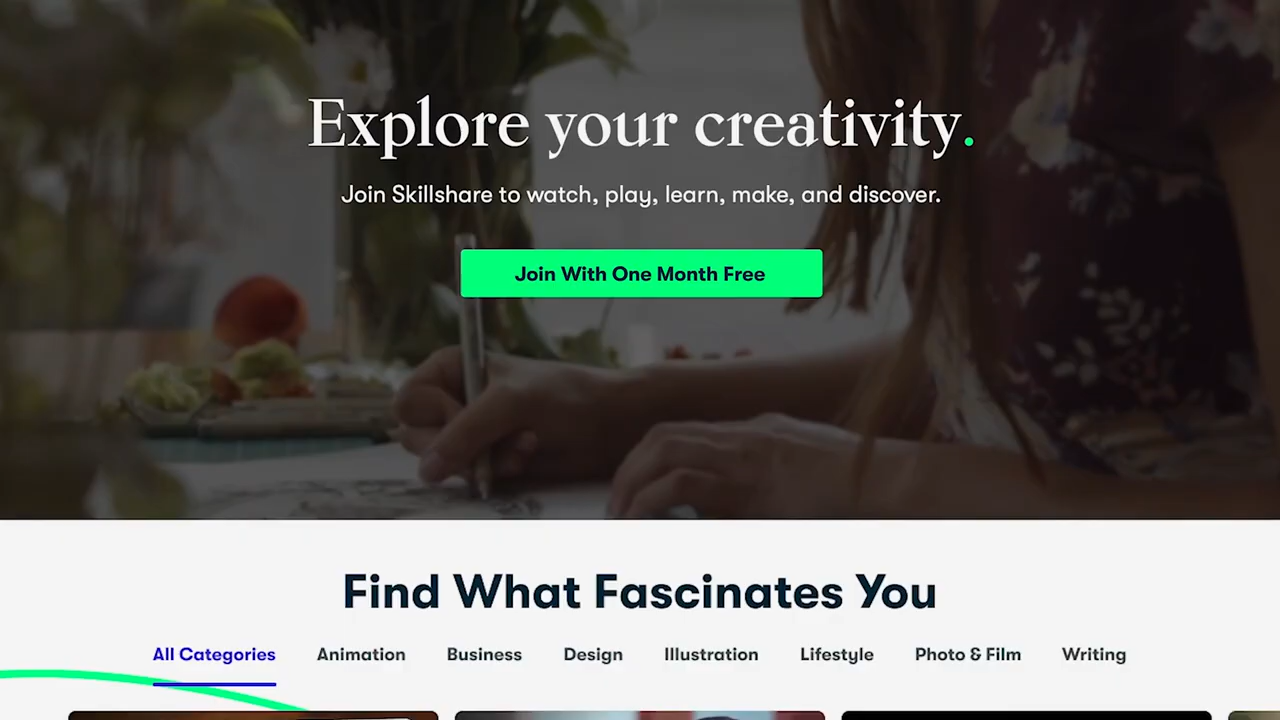 Explore your creativity.
Join Skillshare to watch, play, learn, make, and discover.
Join With One Month Free
Find What Fascinates You
All Categories Animation Business Design Illustration Lifestyle Photo & Film Writing